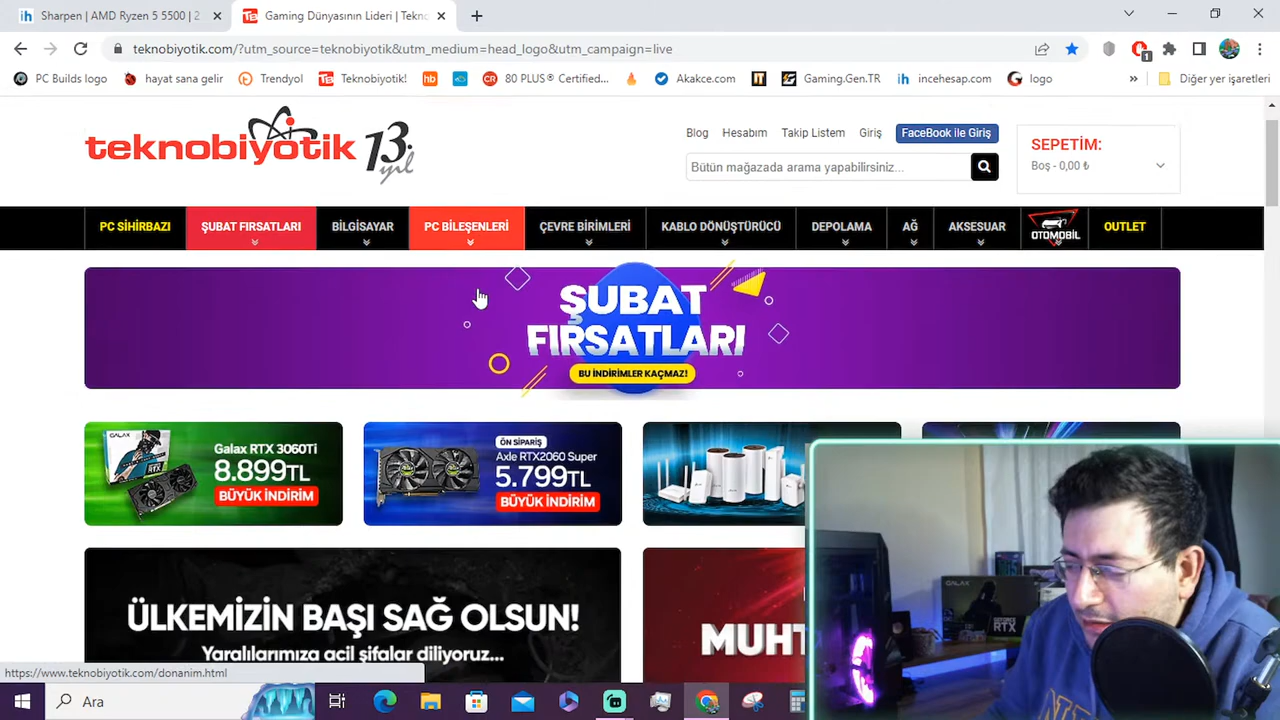 Sharpen | AMD Ryzen 5 5500 | 2
Gaming Dünyasının Lideri | Tekno
teknobiyotik.com/?utm_source=teknobiyotik&utm_medium=head_logo&utm_campaign=live
PC Builds logo
hayat sana gelir
Trendyol
Teknobiyotik!
80 PLUS® Certified...
Akakce.com
Gaming.Gen.TR
incehesap.com
logo
Diğer yer işaretleri
teknobiyotik 13. yıl
Blog Hesabım Takip Listem Giriş FaceBook ile Giriş
Bütün mağazada arama yapabilirsiniz...
SEPETİM:
Boş - 0,00 ₺
PC SİHİRBAZI ŞUBAT FIRSATLARI BİLGİSAYAR PC BİLEŞENLERİ ÇEVRE BİRİMLERİ KABLO DÖNÜŞTÜRÜCÜ DEPOLAMA AĞ AKSESUAR OTOMOBİL OUTLET
ŞUBAT
FIRSATLARI
BU İNDİRİMLER KAÇMAZ!
GALAX
Galax RTX 3060Ti
8.899TL
BÜYÜK İNDİRİM
ÖN SİPARİŞ
Axle RTX2060 Super
5.799TL
BÜYÜK İNDİRİM
ÜLKEMİZİN BAŞI SAĞ OLSUN!
Yaralılarımıza acil şifalar diliyoruz...
MUHT
GALAX
GEFORCE
RTX
https://www.teknobiyotik.com/donanim.html
Ara